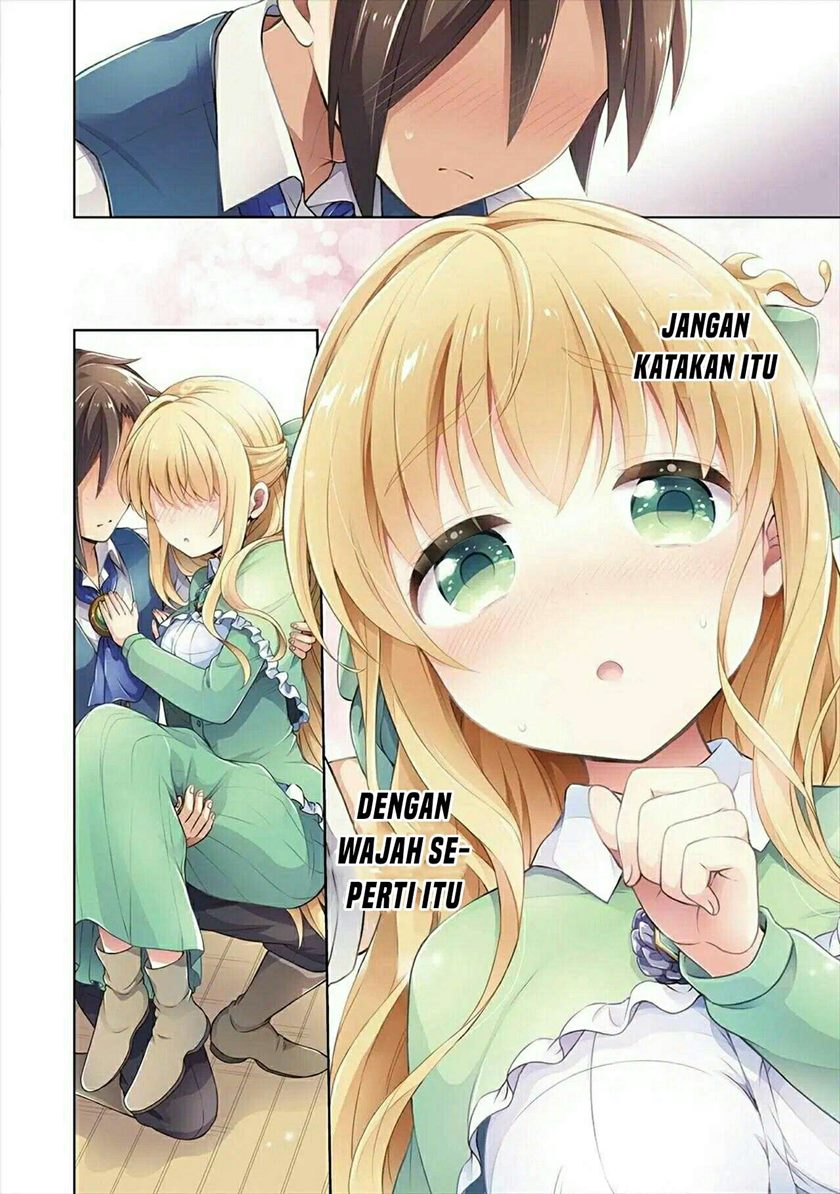 JANGAN
KATAKAN ITU
DENGAN
WAJAH SE-
PERTI ITU